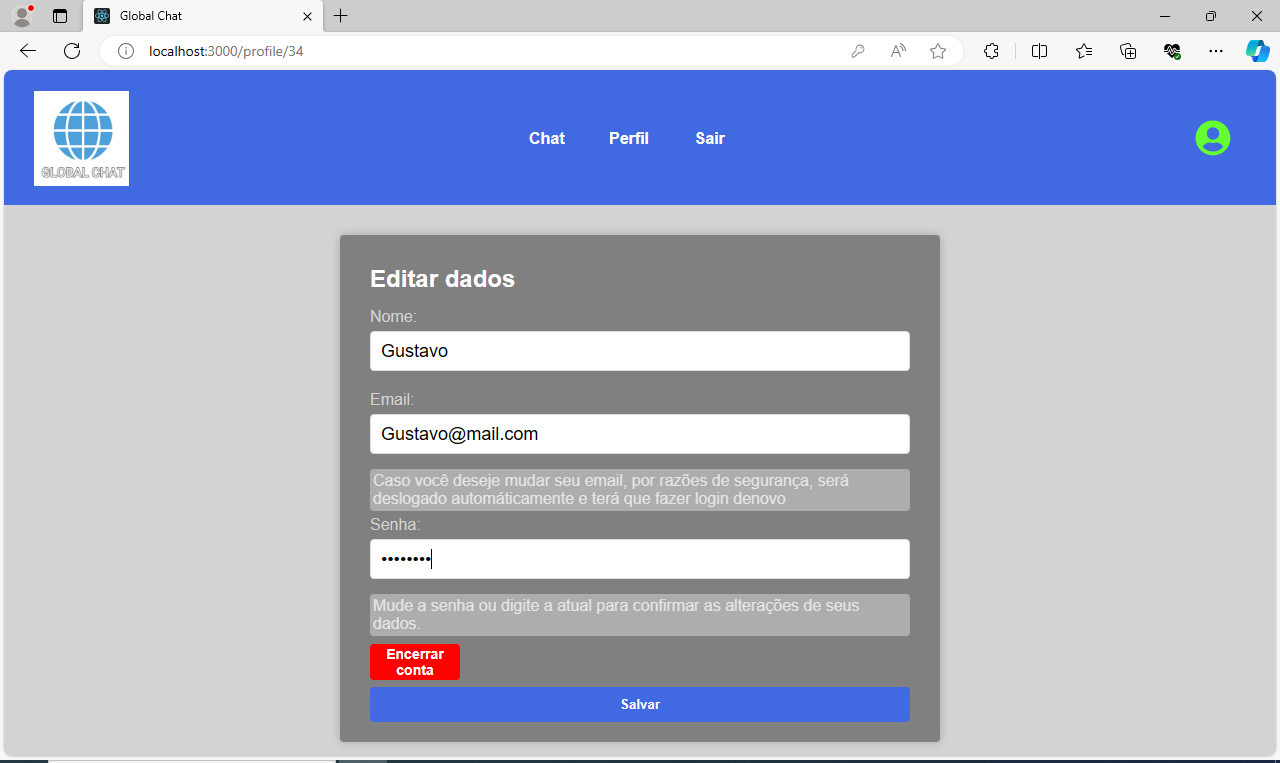 Global Chat
localhost:3000/profile/34
GLOBAL CHAT
Chat
Perfil
Sair
Editar dados
Nome:
Gustavo
Email:
Gustavo@mail.com
Caso você deseje mudar seu email, por razões de segurança, será
deslogado automáticamente e terá que fazer login denovo
Senha:
••••••••
Mude a senha ou digite a atual para confirmar as alterações de seus
dados.
Encerrar
conta
Salvar